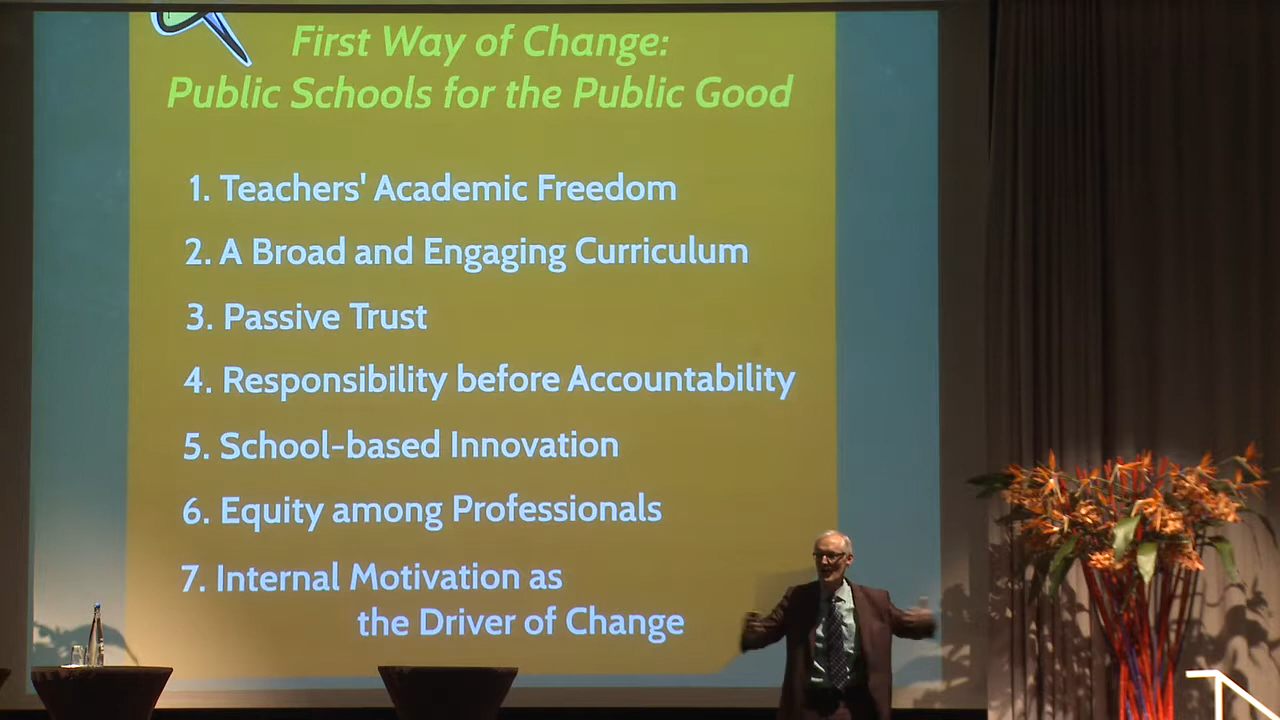 First Way of Change:
Public Schools for the Public Good
1. Teachers' Academic Freedom
2. A Broad and Engaging Curriculum
3. Passive Trust
4. Responsibility before Accountability
5. School-based Innovation
6. Equity among Professionals
7. Internal Motivation as
the Driver of Change